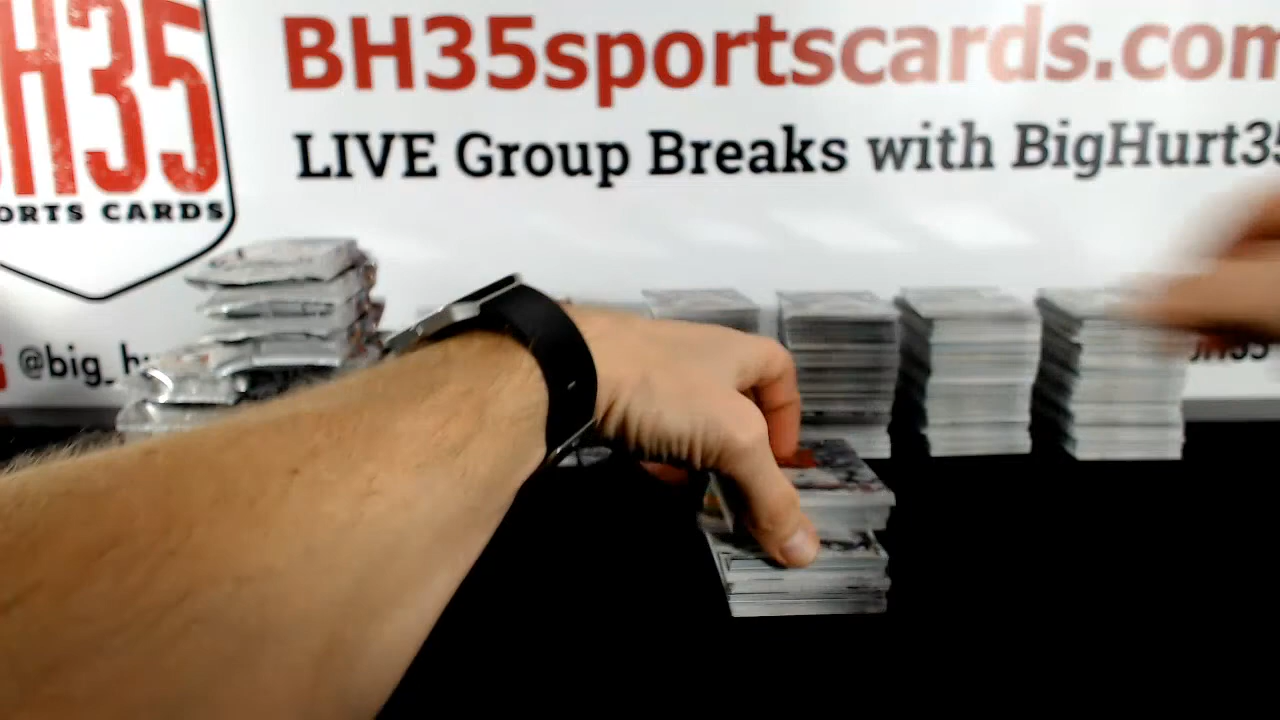 BH35sportscards.com
LIVE Group Breaks with BigHurt35
H35
ORTS CARDS
@big_h